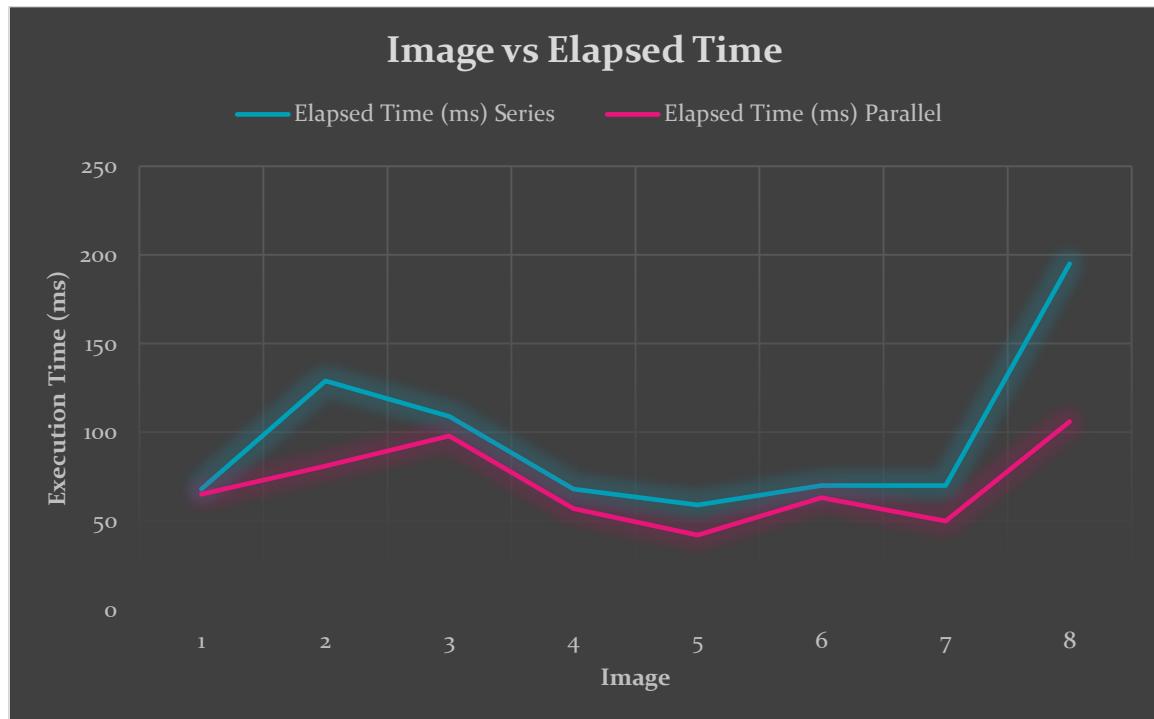 Image vs Elapsed Time
Elapsed Time (ms) Series
Elapsed Time (ms) Parallel
250
200
150
100
50
0
Execution Time (ms)
1 2 3 4 5 6 7 8
Image